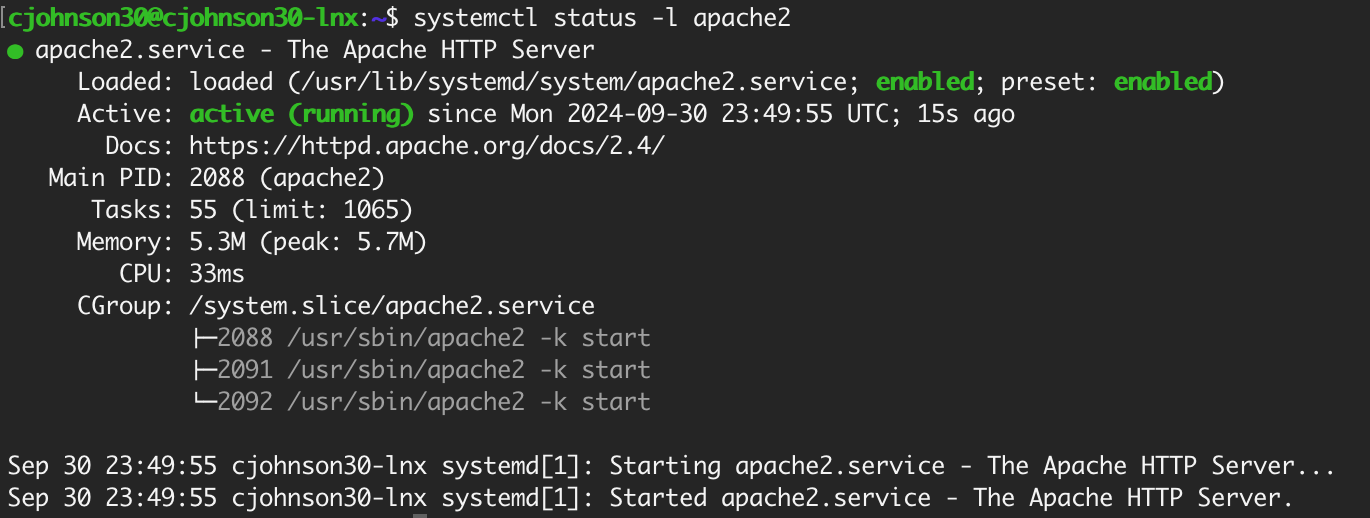 [cjohnson30@cjohnson30-lnx:~$ systemctl status -l apache2
● apache2.service - The Apache HTTP Server
     Loaded: loaded (/usr/lib/systemd/system/apache2.service; enabled; preset: enabled)
     Active: active (running) since Mon 2024-09-30 23:49:55 UTC; 15s ago
       Docs: https://httpd.apache.org/docs/2.4/
   Main PID: 2088 (apache2)
      Tasks: 55 (limit: 1065)
     Memory: 5.3M (peak: 5.7M)
        CPU: 33ms
     CGroup: /system.slice/apache2.service
             ├─2088 /usr/sbin/apache2 -k start
             ├─2091 /usr/sbin/apache2 -k start
             └─2092 /usr/sbin/apache2 -k start

Sep 30 23:49:55 cjohnson30-lnx systemd[1]: Starting apache2.service - The Apache HTTP Server...
Sep 30 23:49:55 cjohnson30-lnx systemd[1]: Started apache2.service - The Apache HTTP Server.